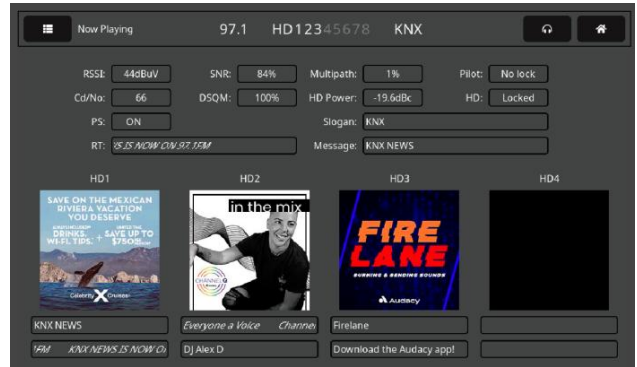 Now Playing 97.1 HD12345678 KNX
RSSI: 44dBuV SNR: 84% Multipath: 1% Pilot: No lock
Cd/No: 66 DSQM: 100% HD Power: -19.6dBc HD: Locked
PS: ON Slogan: KNX
RT: 'S IS NOW ON 97.1FM Message: KNX NEWS
HD1 HD2 HD3 HD4
SAVE ON THE MEXICAN
RIVIERA VACATION
YOU DESERVE
DRINKS,
WI-FI, TIPS.
+
SAVE UP TO
$750
Celebrity X Cruises
in the mix
CHANNEL Q
FIRE
LANE
BURNING & BENDING SOUNDS
Audacy
KNX NEWS Everyone a Voice Channel Firelane
1FM KNX NEWS IS NOW O DJ Alex D Download the Audacy app!